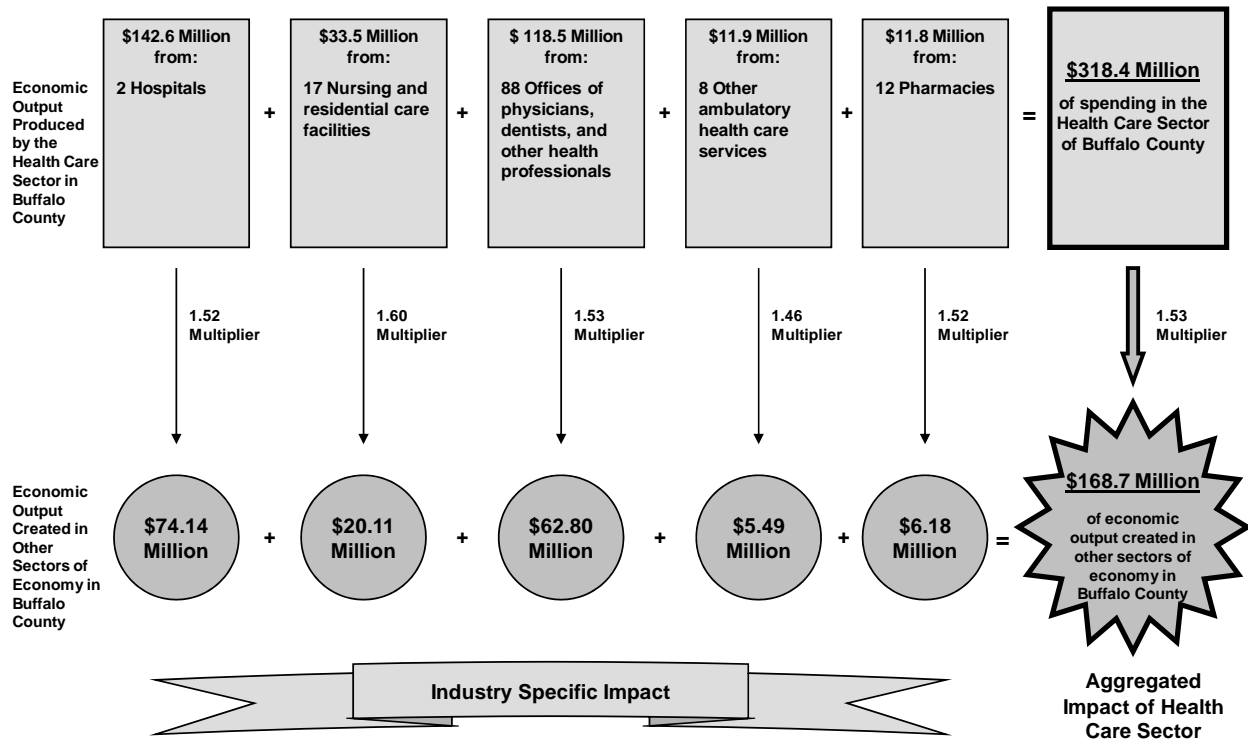 Economic
Output
Produced
by the
Health Care
Sector in
Buffalo
County
$142.6 Million
from:
2 Hospitals
+
$33.5 Million
from:
17 Nursing and
residential care
facilities
+
$ 118.5 Million
from:
88 Offices of
physicians,
dentists, and
other health
professionals
+
$11.9 Million
from:
8 Other
ambulatory
health care
services
+
$11.8 Million
from:
12 Pharmacies
=
$318.4 Million
of spending in the
Health Care Sector
of Buffalo County
1.52
Multiplier
1.60
Multiplier
1.53
Multiplier
1.46
Multiplier
1.52
Multiplier
1.53
Multiplier
Economic
Output
Created in
Other
Sectors of
Economy in
Buffalo
County
$74.14
Million
+
$20.11
Million
+
$62.80
Million
+
$5.49
Million
+
$6.18
Million
=
$168.7 Million
of economic
output created in
other sectors of
economy in
Buffalo County
Industry Specific Impact
Aggregated
Impact of Health
Care Sector